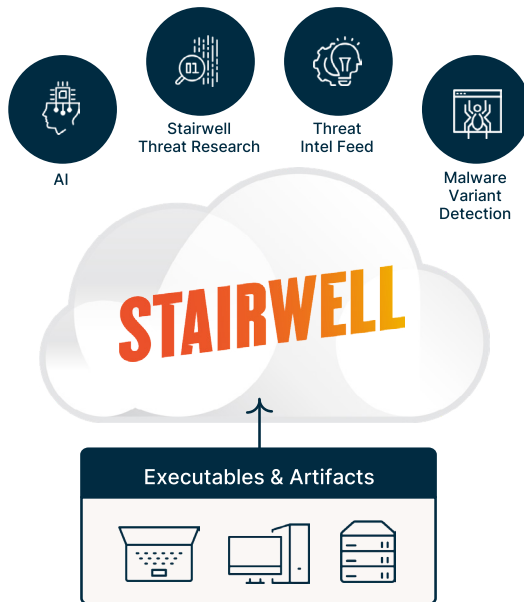 AI
Stairwell
Threat Research
Threat
Intel Feed
Malware
Variant
Detection
STAIRWELL
Executables & Artifacts